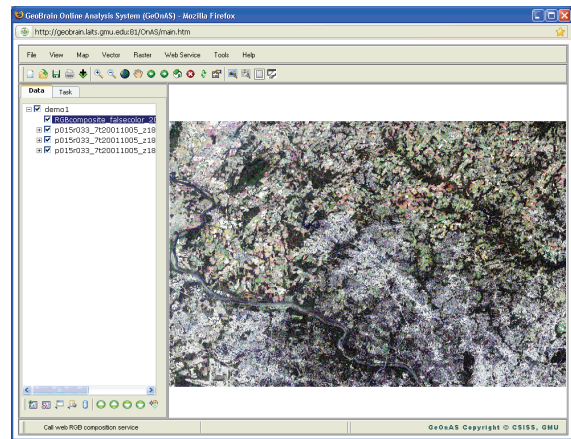 GeoBrain Online Analysis System (GeOnAS) - Mozilla Firefox
http://geobrain.laits.gmu.edu:81/OnAS/main.htm
File View Map Vector Raster Web Service Tools Help
Data Task
demo1
RGBcomposite_falsecolor_2
p015r033_7t20011005_z18
p015r033_7t20011005_z18
p015r033_7t20011005_z18
Call web RGB composition service
GeOnAS Copyright © CSISS, GMU